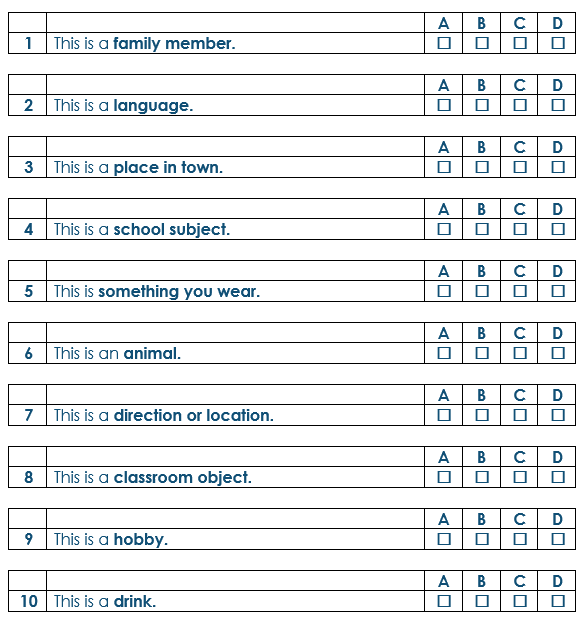 A B C D
1 This is a family member. ☐ ☐ ☐ ☐
A B C D
2 This is a language. ☐ ☐ ☐ ☐
A B C D
3 This is a place in town. ☐ ☐ ☐ ☐
A B C D
4 This is a school subject. ☐ ☐ ☐ ☐
A B C D
5 This is something you wear. ☐ ☐ ☐ ☐
A B C D
6 This is an animal. ☐ ☐ ☐ ☐
A B C D
7 This is a direction or location. ☐ ☐ ☐ ☐
A B C D
8 This is a classroom object. ☐ ☐ ☐ ☐
A B C D
9 This is a hobby. ☐ ☐ ☐ ☐
A B C D
10 This is a drink. ☐ ☐ ☐ ☐